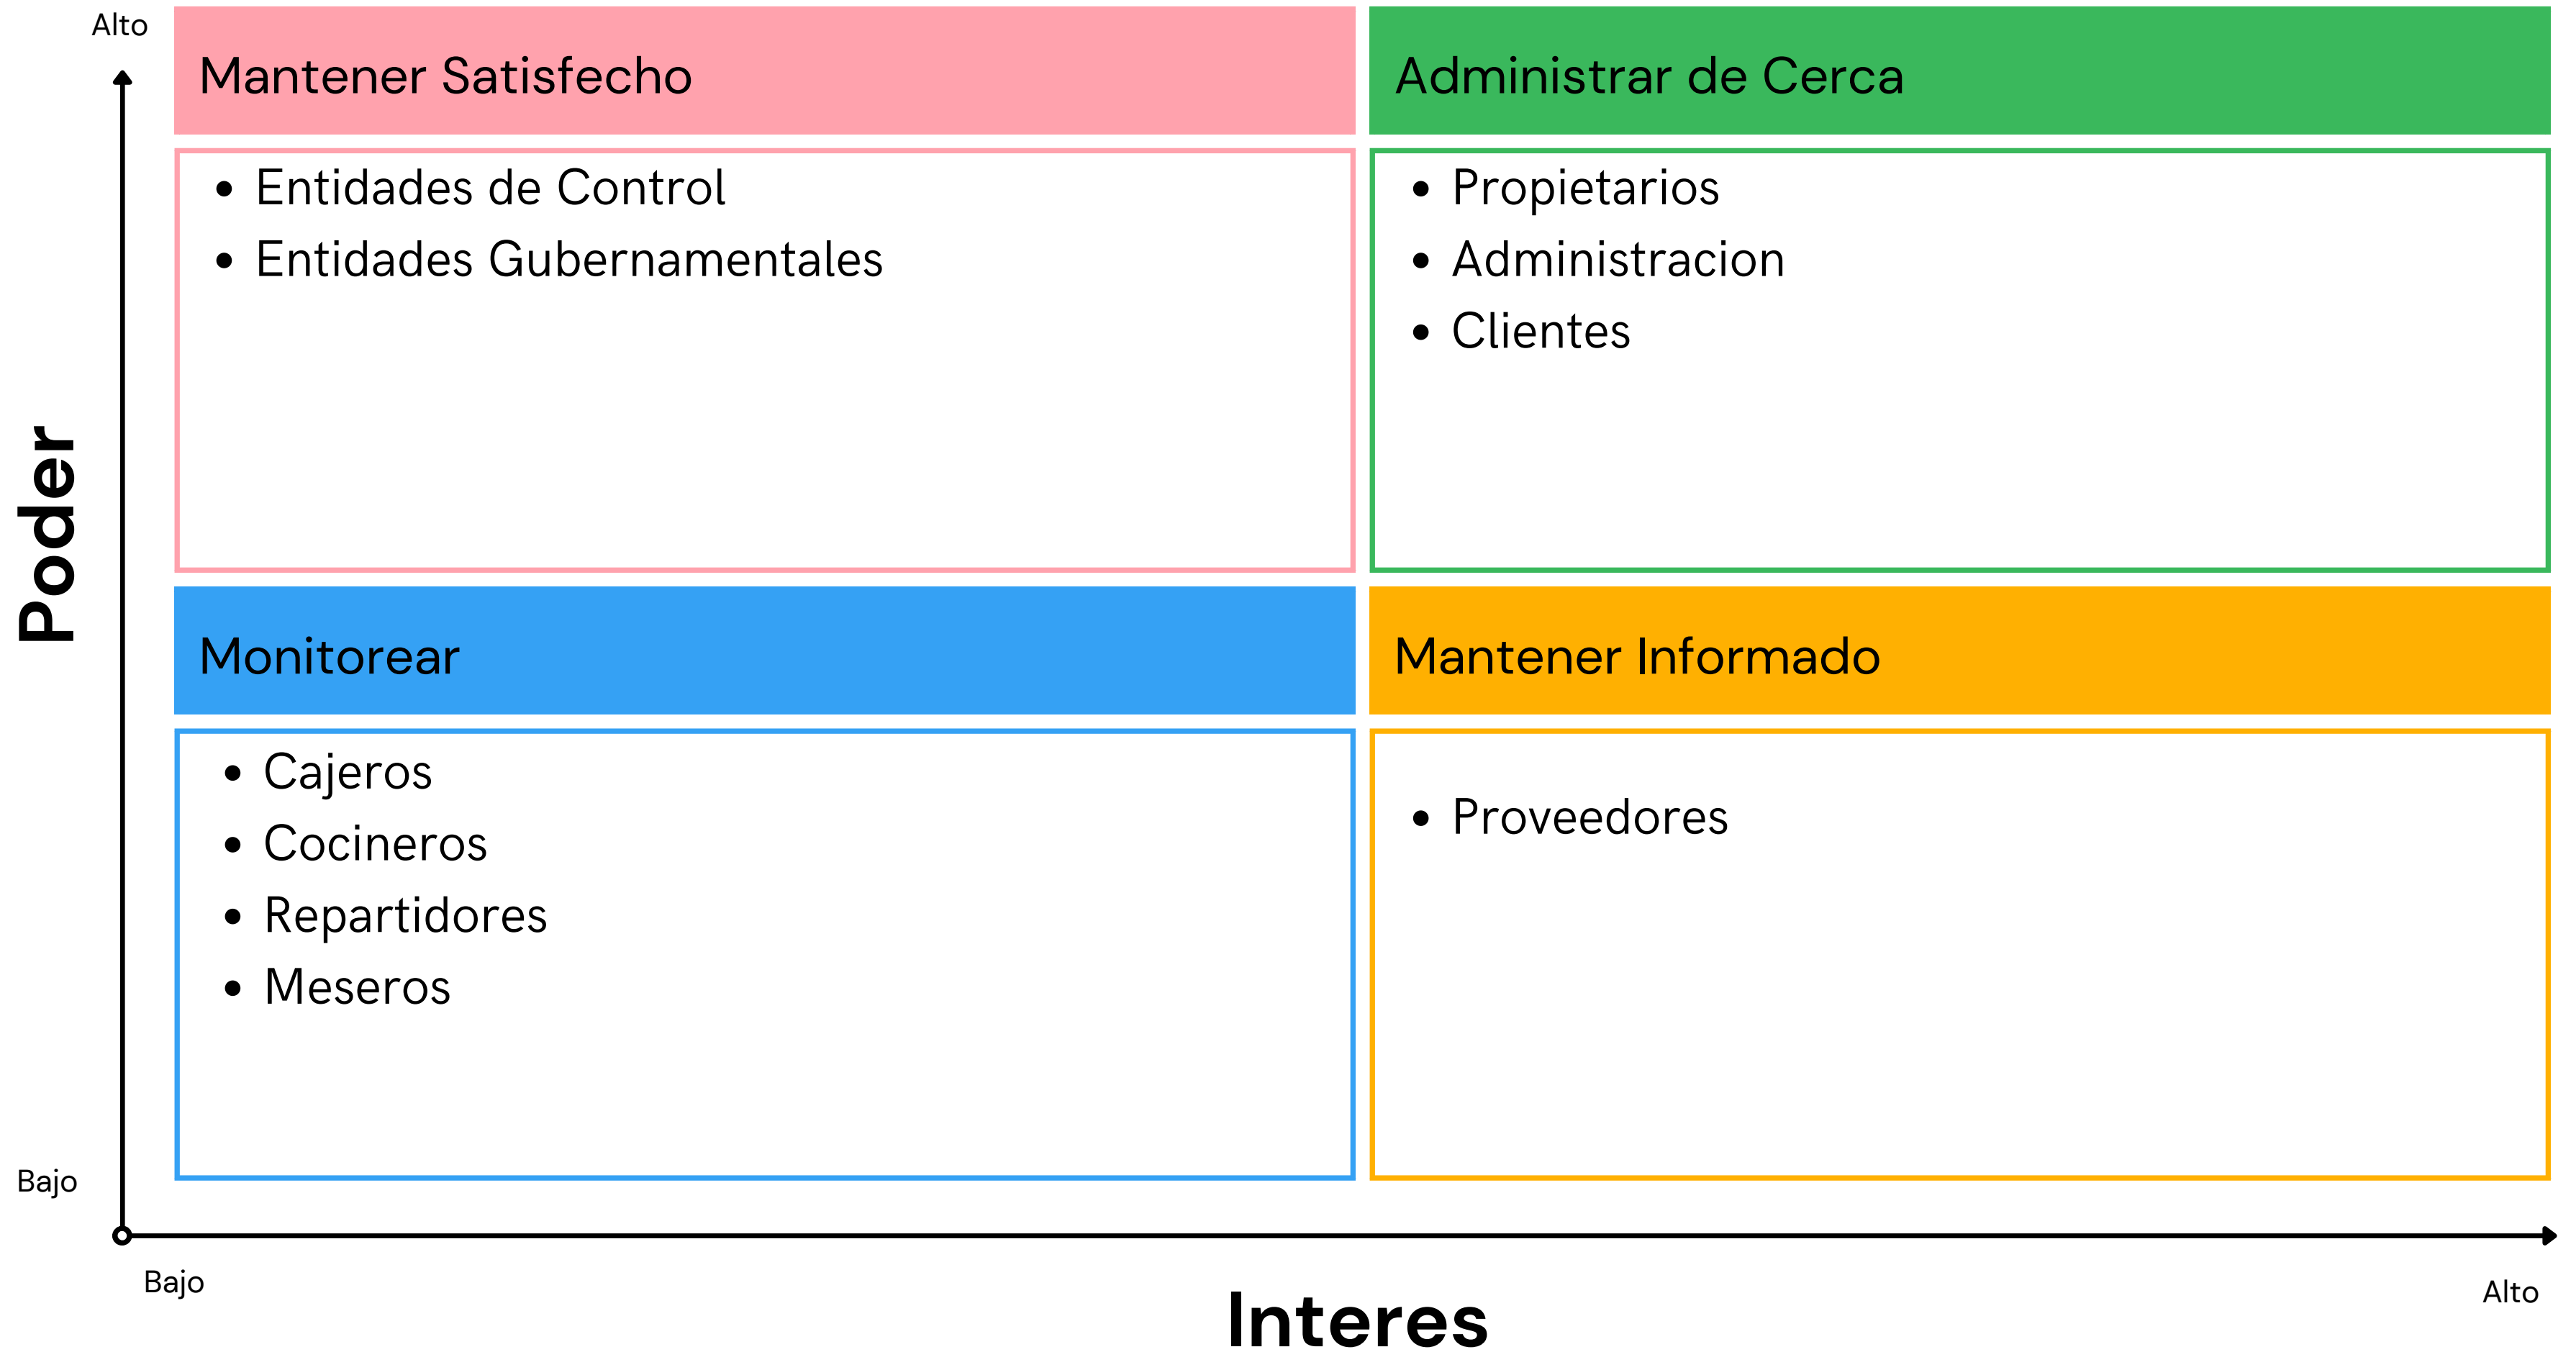 Alto
Mantener Satisfecho
Administrar de Cerca
Entidades de Control
Entidades Gubernamentales
Propietarios
Administracion
Clientes
Poder
Monitorear
Mantener Informado
Cajeros
Cocineros
Repartidores
Meseros
Proveedores
Bajo
Bajo
Interes
Alto